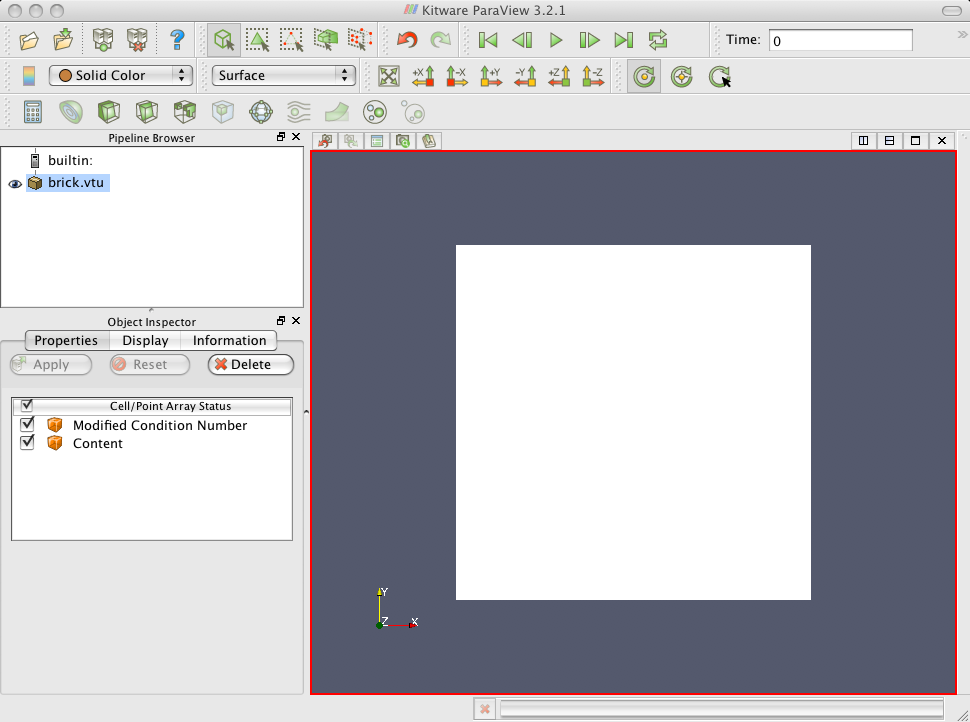 Kitware ParaView 3.2.1
?
Time: 0
Solid Color
Surface
+X -X +Y -Y +Z -Z
Pipeline Browser
builtin:
brick.vtu
Object Inspector
Properties Display Information
Apply Reset Delete
Cell/Point Array Status
Modified Condition Number
Content
Y
Z X